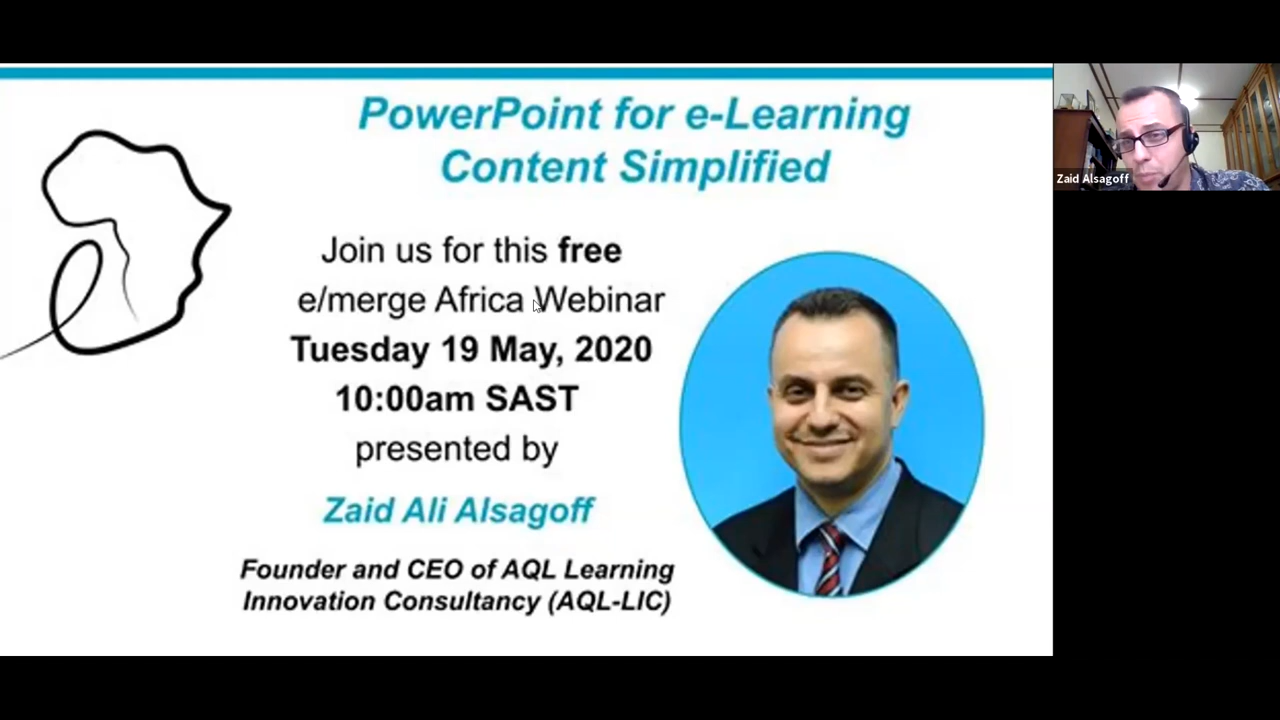 PowerPoint for e-Learning
Content Simplified
Join us for this free
e/merge Africa Webinar
Tuesday 19 May, 2020
10:00am SAST
presented by
Zaid Ali Alsagoff
Founder and CEO of AQL Learning
Innovation Consultancy (AQL-LIC)
Zaid Alsagoff